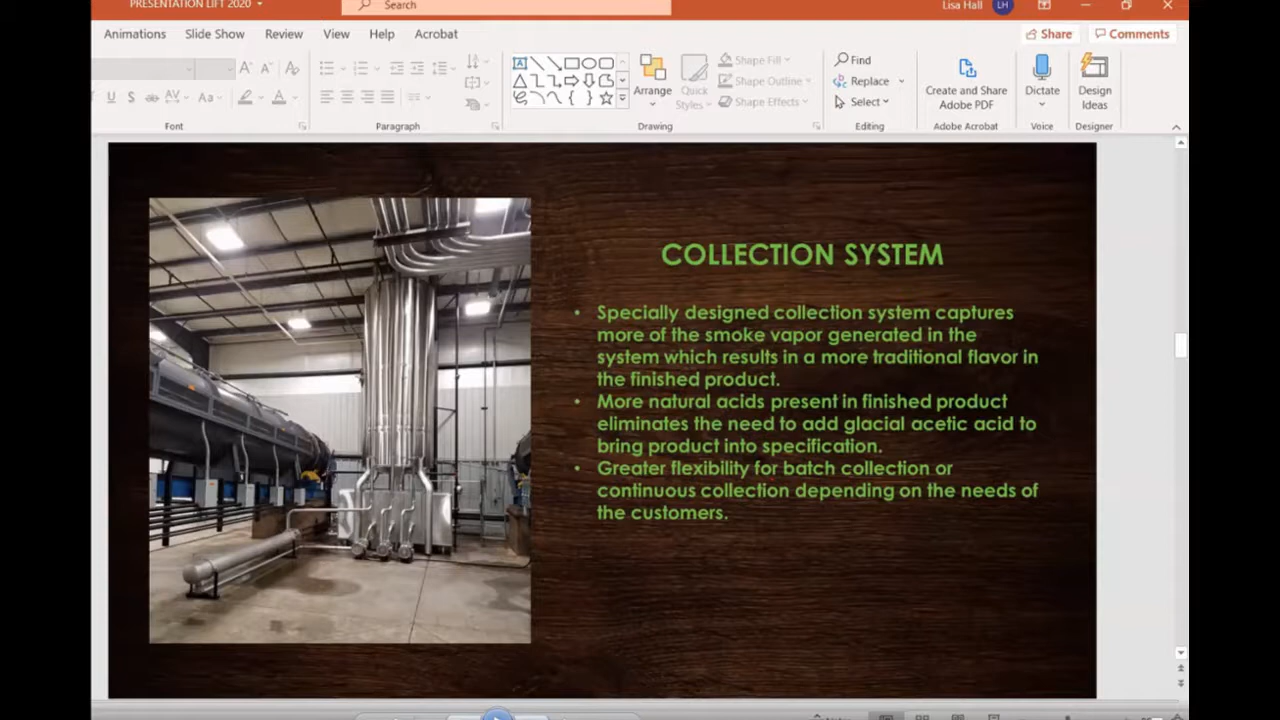 PRESENTATION LIFT 2020
Search
Lisa Hall
LH
Animations
Slide Show
Review
View
Help
Acrobat
Share
Comments
Shape Fill
Shape Outline
Shape Effects
Arrange
Quick
Styles
Find
Replace
Select
Create and Share
Adobe PDF
Dictate
Design
Ideas
Font
Paragraph
Drawing
Editing
Adobe Acrobat
Voice
Designer
COLLECTION SYSTEM
• Specially designed collection system captures
more of the smoke vapor generated in the
system which results in a more traditional flavor in
the finished product.
• More natural acids present in finished product
eliminates the need to add glacial acetic acid to
bring product into specification.
• Greater flexibility for batch collection or
continuous collection depending on the needs of
the customers.